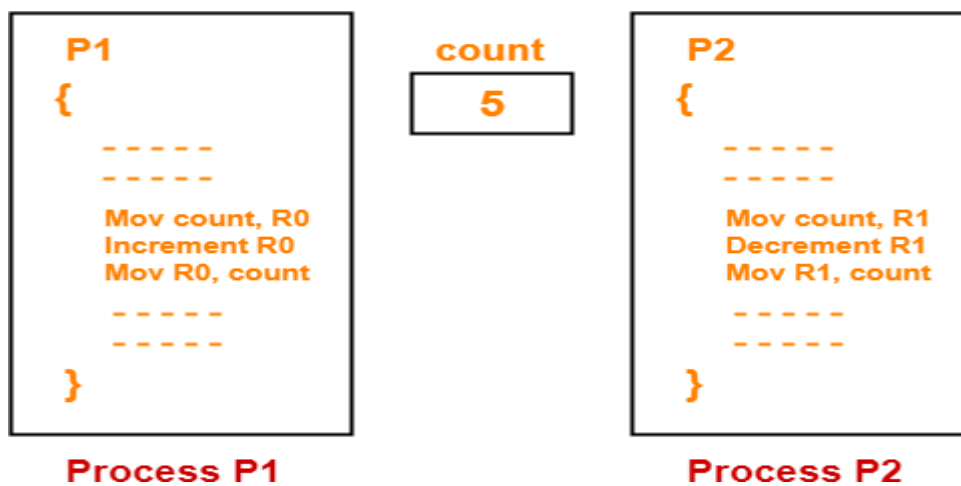 P1
{
- - - - -
- - - - -
Mov count, R0
Increment R0
Mov R0, count
- - - - -
- - - - -
}
Process P1
count
5
P2
{
- - - - -
- - - - -
Mov count, R1
Decrement R1
Mov R1, count
- - - - -
- - - - -
}
Process P2